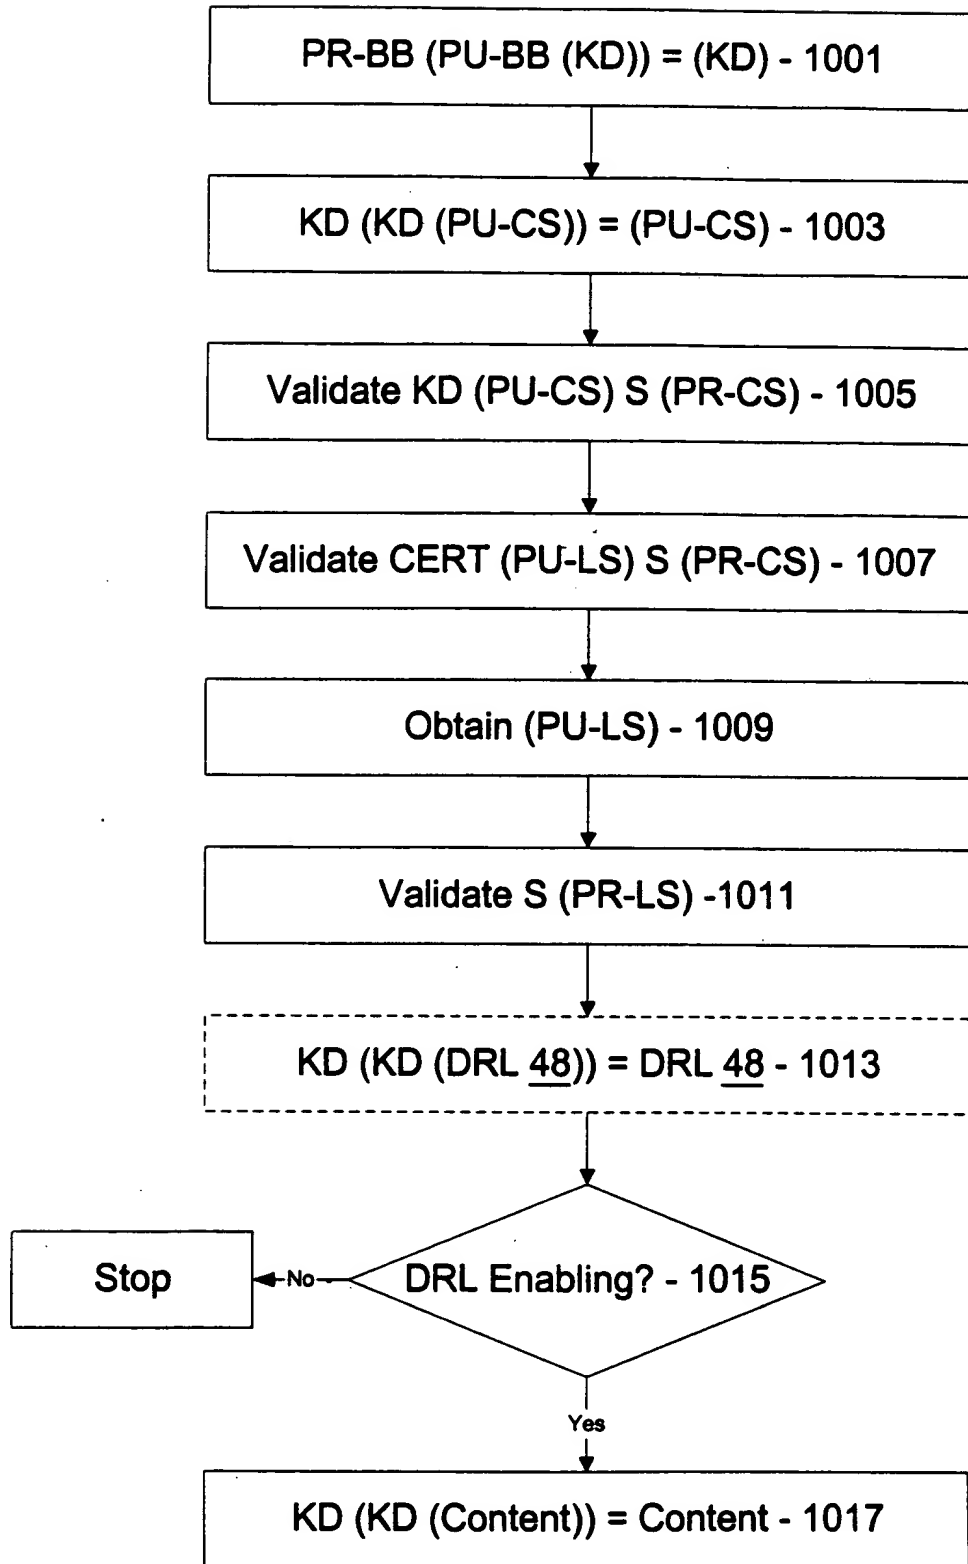 PR-BB (PU-BB (KD)) = (KD) - 1001
KD (KD (PU-CS)) = (PU-CS) - 1003
Validate KD (PU-CS) S (PR-CS) - 1005
Validate CERT (PU-LS) S (PR-CS) - 1007
Obtain (PU-LS) - 1009
Validate S (PR-LS) -1011
KD (KD (DRL 48)) = DRL 48 - 1013
DRL Enabling? - 1015
No
Stop
Yes
KD (KD (Content)) = Content - 1017